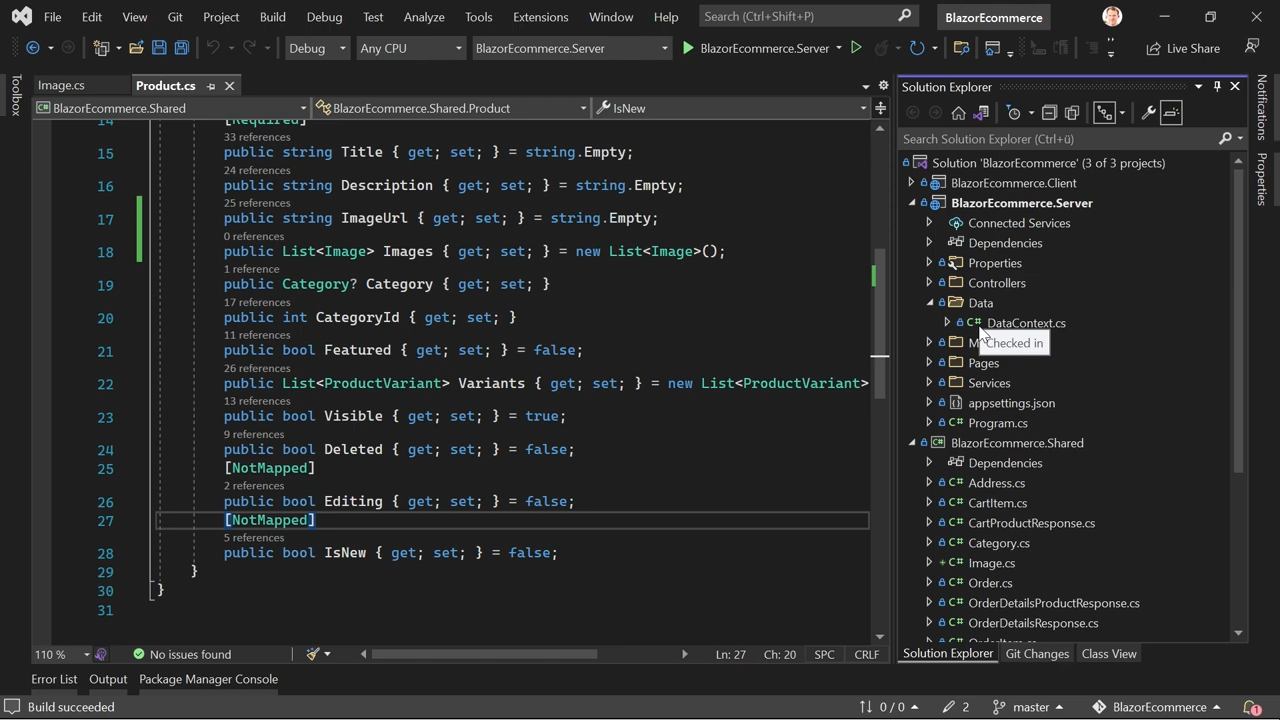 File Edit View Git Project Build Debug Test Analyze Tools Extensions Window Help Search (Ctrl+Shift+P) BlazorEcommerce
Debug Any CPU BlazorEcommerce.Server BlazorEcommerce.Server Live Share
Toolbox
Image.cs Product.cs
BlazorEcommerce.Shared BlazorEcommerce.Shared.Product IsNew
14 [Required]
33 references
15 public string Title { get; set; } = string.Empty;
24 references
16 public string Description { get; set; } = string.Empty;
25 references
17 public string ImageUrl { get; set; } = string.Empty;
0 references
18 public List<Image> Images { get; set; } = new List<Image>();
1 reference
19 public Category? Category { get; set; }
17 references
20 public int CategoryId { get; set; }
11 references
21 public bool Featured { get; set; } = false;
26 references
22 public List<ProductVariant> Variants { get; set; } = new List<ProductVariant>
13 references
23 public bool Visible { get; set; } = true;
9 references
24 public bool Deleted { get; set; } = false;
25 [NotMapped]
2 references
26 public bool Editing { get; set; } = false;
27 [NotMapped]
5 references
28 public bool IsNew { get; set; } = false;
29 }
30 }
31
110 % No issues found Ln: 27 Ch: 20 SPC CRLF
Solution Explorer
Search Solution Explorer (Ctrl+ü)
Solution 'BlazorEcommerce' (3 of 3 projects)
BlazorEcommerce.Client
BlazorEcommerce.Server
Connected Services
Dependencies
Properties
Controllers
Data
C# DataContext.cs
M Checked in
Pages
Services
appsettings.json
C# Program.cs
C# BlazorEcommerce.Shared
Dependencies
C# Address.cs
C# CartItem.cs
C# CartProductResponse.cs
C# Category.cs
C# Image.cs
C# Order.cs
C# OrderDetailsProductResponse.cs
C# OrderDetailsResponse.cs
C# OrderItem.cs
Solution Explorer Git Changes Class View
Notifications
Properties
Error List Output Package Manager Console
Build succeeded 0 / 0 2 master BlazorEcommerce 1